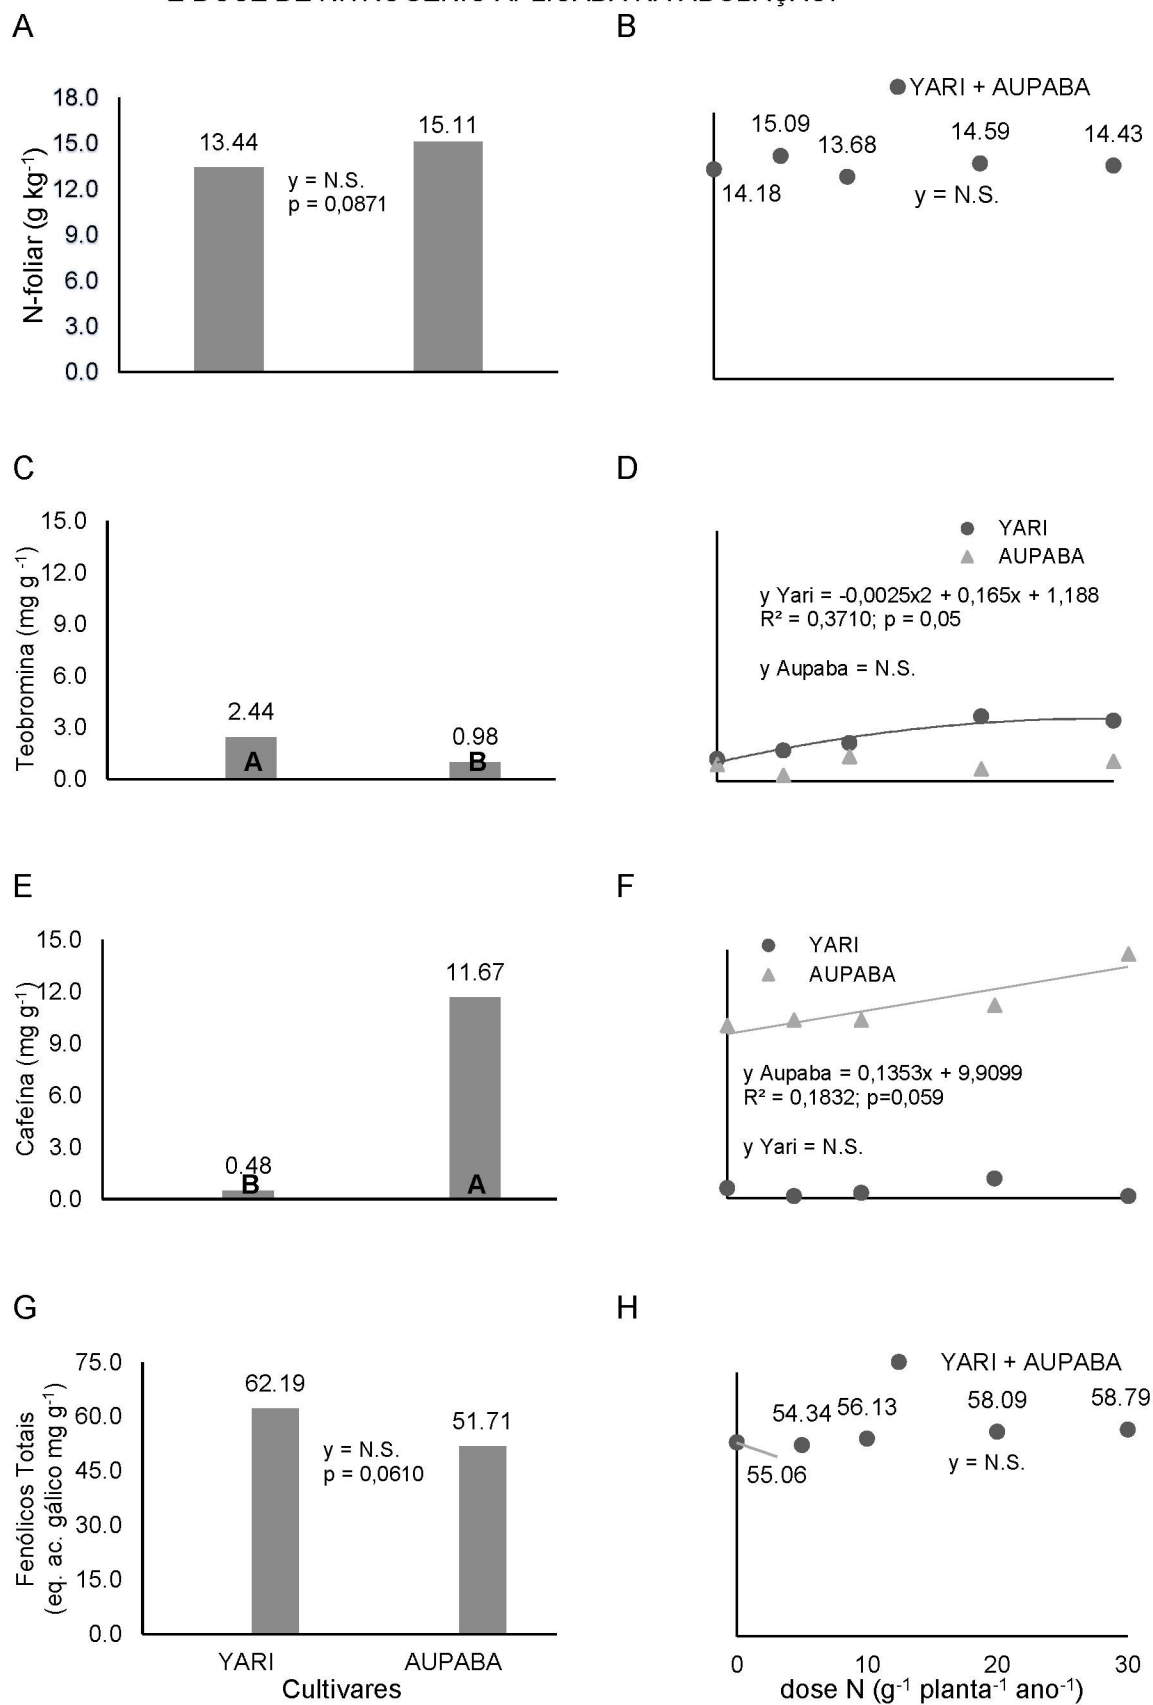 A
B
YARI + AUPABA
18.0
15.0
12.0
9.0
6.0
3.0
0.0
N-foliar (g kg⁻¹)
13.44
15.11
y = N.S.
p = 0,0871
15.09
13.68
14.59
14.43
14.18
y = N.S.
C
D
15.0
12.0
9.0
6.0
3.0
0.0
Teobromina (mg g ⁻¹)
2.44
0.98
A
B
YARI
AUPABA
y Yari = -0,0025x2 + 0,165x + 1,188
R² = 0,3710; p = 0,05
y Aupaba = N.S.
E
F
15.0
12.0
9.0
6.0
3.0
0.0
Cafeína (mg g⁻¹)
0.48
11.67
B
A
YARI
AUPABA
y Aupaba = 0,1353x + 9,9099
R² = 0,1832; p=0,059
y Yari = N.S.
G
H
75.0
60.0
45.0
30.0
15.0
0.0
Fenólicos Totais
(eq. ac. gálico mg g⁻¹)
62.19
51.71
y = N.S.
p = 0,0610
YARI
AUPABA
Cultivares
YARI + AUPABA
54.34
56.13
58.09
58.79
55.06
y = N.S.
0
10
20
30
dose N (g⁻¹ planta⁻¹ ano⁻¹)